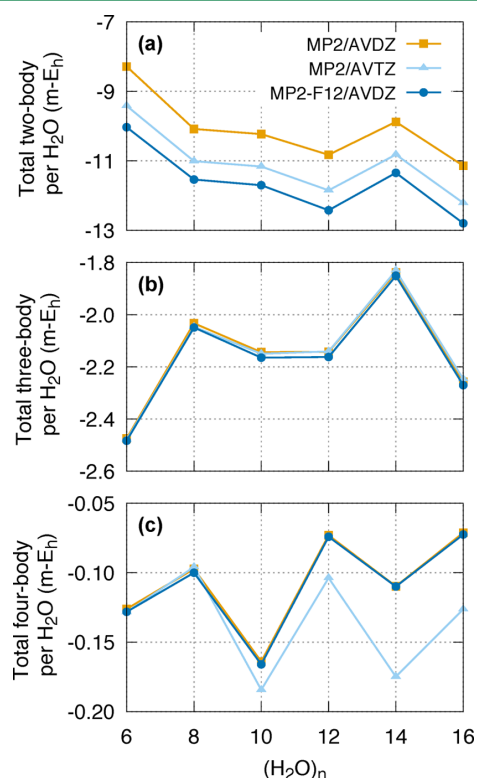 -7
-9
-11
-13
Total two-body
per H₂O (m-Eₕ)
(a)
MP2/AVDZ
MP2/AVTZ
MP2-F12/AVDZ
-1.8
-2.0
-2.2
-2.4
-2.6
Total three-body
per H₂O (m-Eₕ)
(b)
-0.05
-0.10
-0.15
-0.20
Total four-body
per H₂O (m-Eₕ)
(c)
6 8 10 12 14 16
(H₂O)ₙ